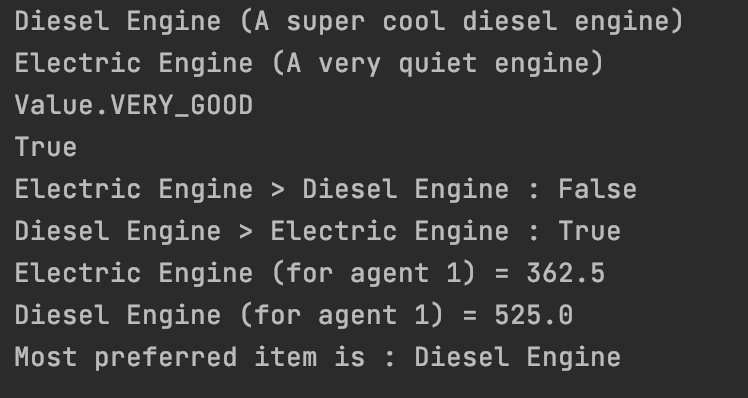 Diesel Engine (A super cool diesel engine)
Electric Engine (A very quiet engine)
Value.VERY_GOOD
True
Electric Engine > Diesel Engine : False
Diesel Engine > Electric Engine : True
Electric Engine (for agent 1) = 362.5
Diesel Engine (for agent 1) = 525.0
Most preferred item is : Diesel Engine